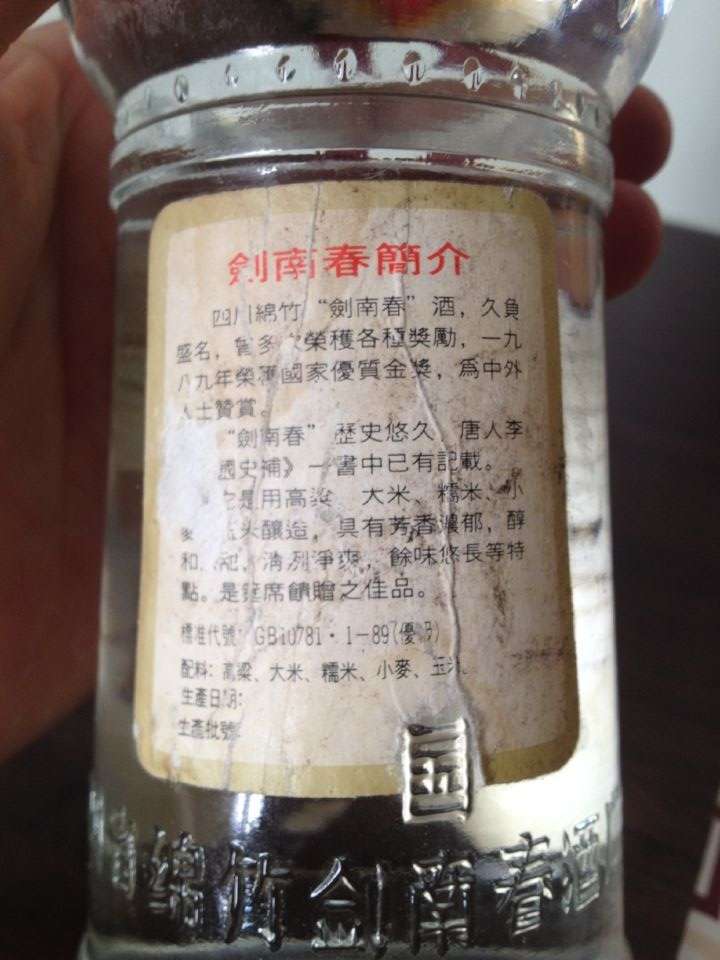 劍南春簡介
四川綿竹“劍南春”酒，久負
盛名，曾多次榮獲各種獎勵，一九
八九年榮獲國家優質金獎，爲中外
人士贊賞。
“劍南春”歷史悠久 唐人李
國史補》一書中已有記載。
它是用高粱 大米、糯米、小
頭釀造，具有芳香濃郁，醇
和 清冽淨爽，餘味悠長等特
點。是筵席饋贈之佳品。
標准代號：GB10781·1-89(優
配料：高粱、大米、糯米、小麥、玉米
生產日期：
生產批號：
綿竹劍南春酒